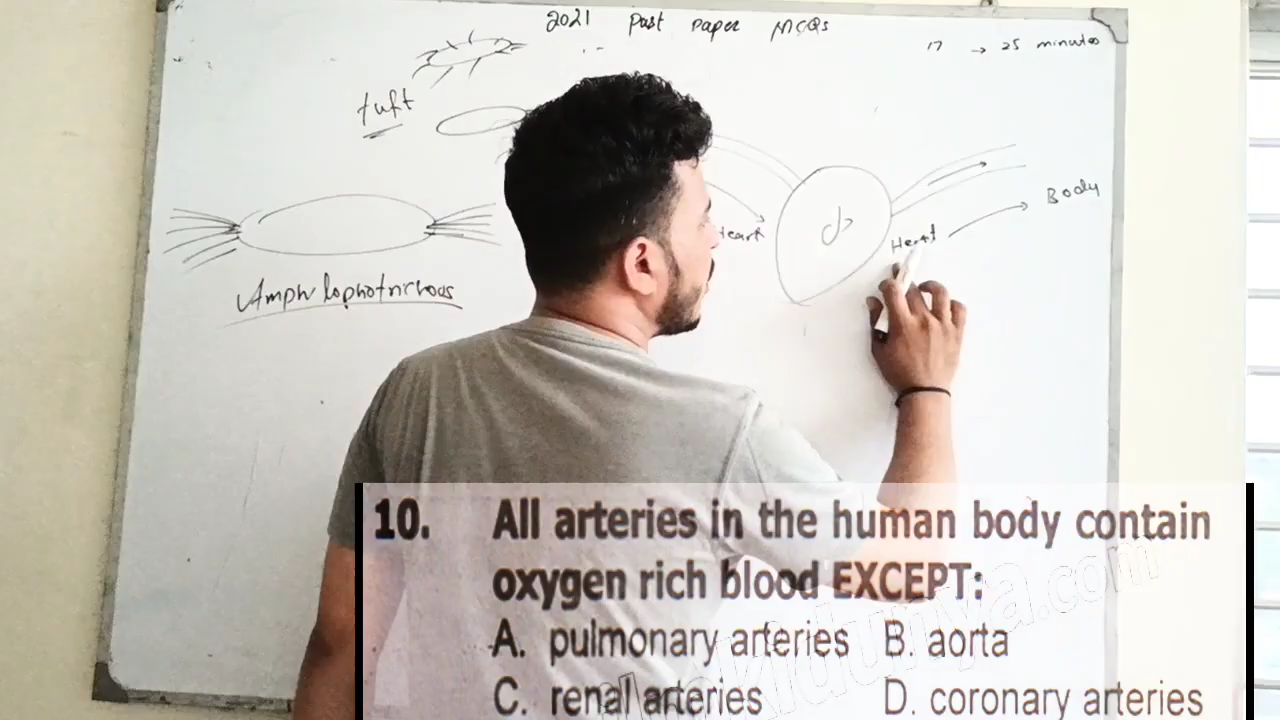 2021 past paper MCQs
17 → 25 minutes
tuft
Body
Heart
Heart
Amphilophotrichous
10. All arteries in the human body contain
oxygen rich blood EXCEPT:
A. pulmonary arteries B. aorta
C. renal arteries D. coronary arteries